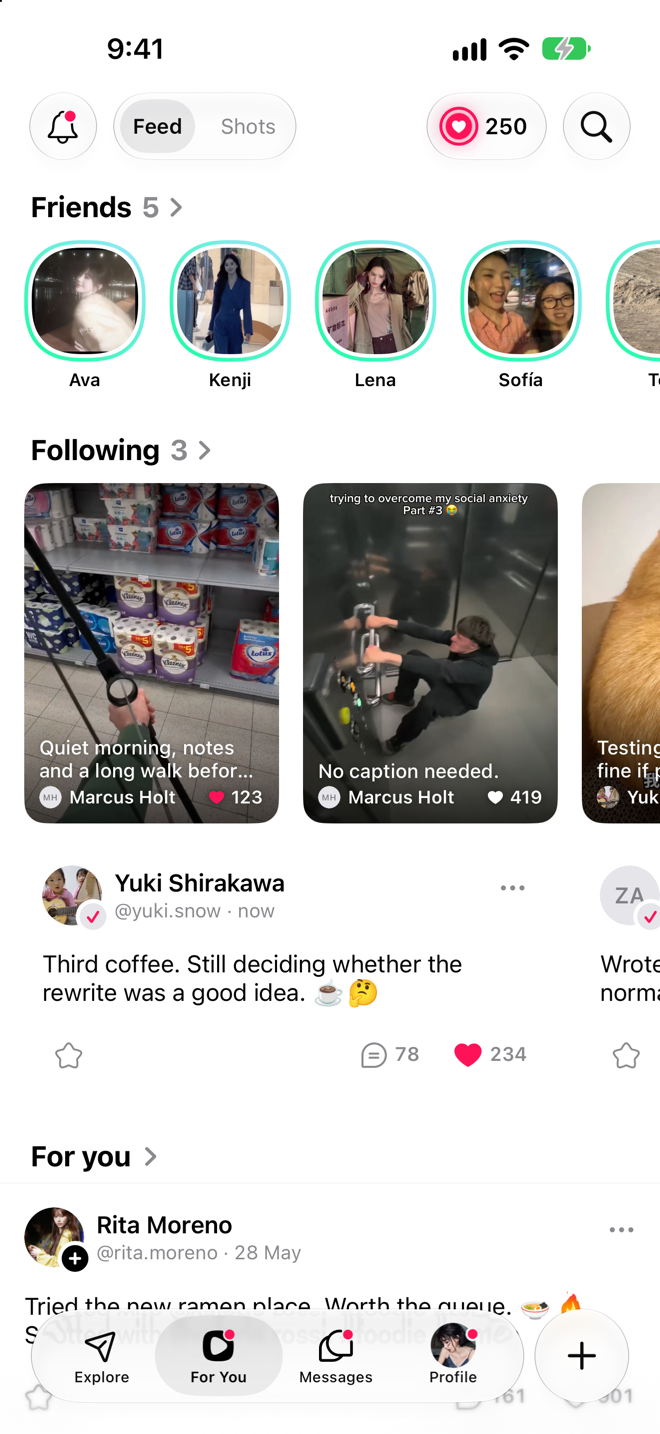 9:41
Feed
Shots
250
Friends 5
Ava
Kenji
Lena
Sofía
Following 3
trying to overcome my social anxiety
Part #3 😭
Quiet morning, notes
and a long walk befor...
MH Marcus Holt 123
No caption needed.
MH Marcus Holt 419
Testing
fine if
Yuk
Yuki Shirakawa
@yuki.snow · now
Third coffee. Still deciding whether the
rewrite was a good idea. ☕🤔
78 234
ZA
Wrote
norma
For you
Rita Moreno
@rita.moreno · 28 May
Tried the new ramen place. Worth the queue. 🍜🔥
Explore
For You
Messages
Profile